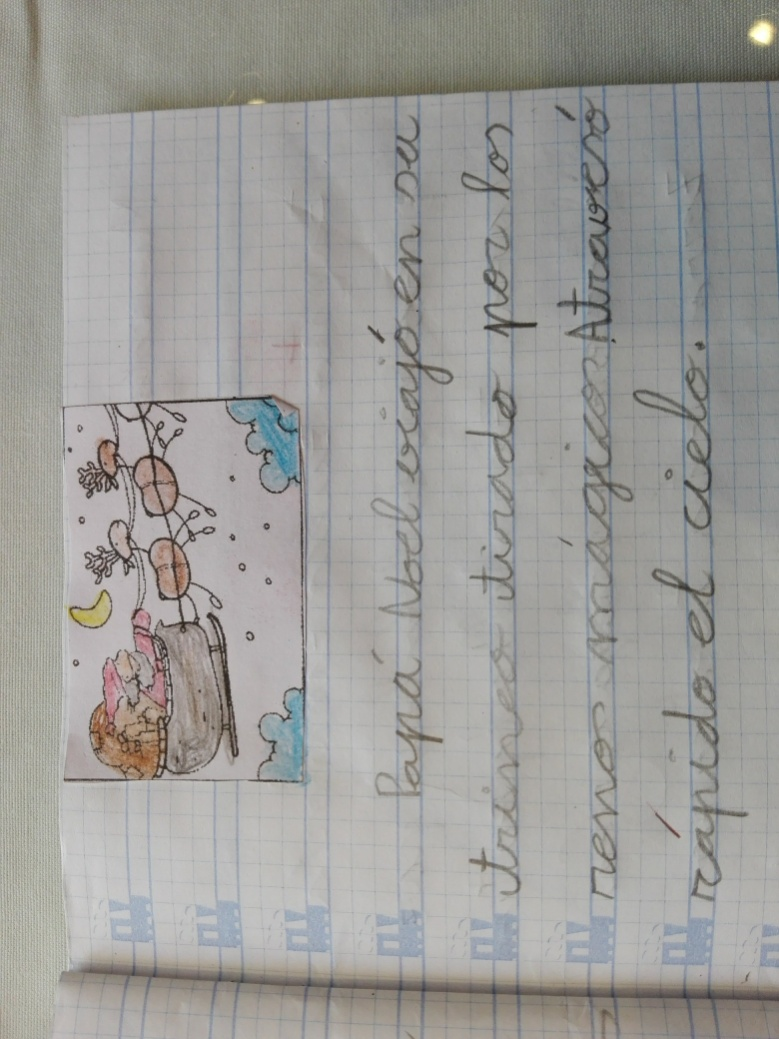 Papá Noel viajó en su
trineo tirado por los
renos mágicos Atravesó
rápido el cielo.